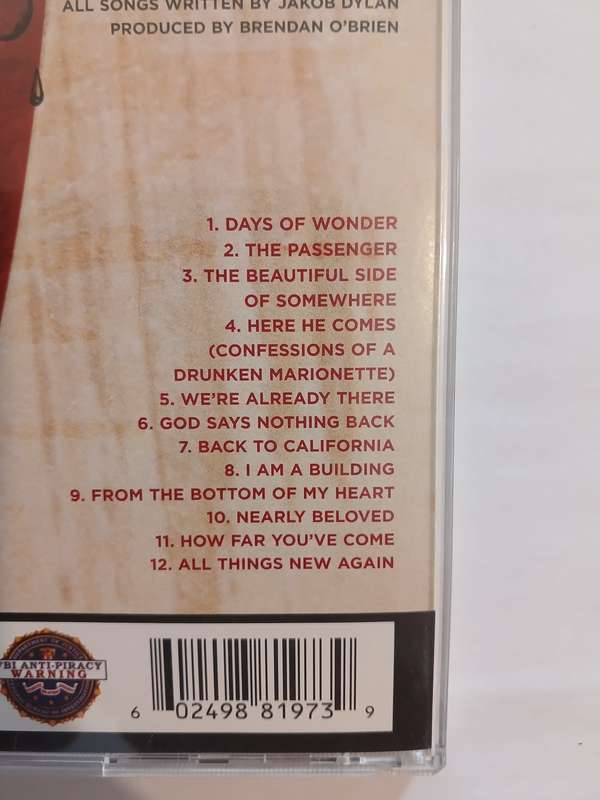 ALL SONGS WRITTEN BY JAKOB DYLAN
PRODUCED BY BRENDAN O'BRIEN
1. DAYS OF WONDER
2. THE PASSENGER
3. THE BEAUTIFUL SIDE
OF SOMEWHERE
4. HERE HE COMES
(CONFESSIONS OF A
DRUNKEN MARIONETTE)
5. WE'RE ALREADY THERE
6. GOD SAYS NOTHING BACK
7. BACK TO CALIFORNIA
8. I AM A BUILDING
9. FROM THE BOTTOM OF MY HEART
10. NEARLY BELOVED
11. HOW FAR YOU'VE COME
12. ALL THINGS NEW AGAIN
FBI ANTI-PIRACY
WARNING
6 02498 81973 9